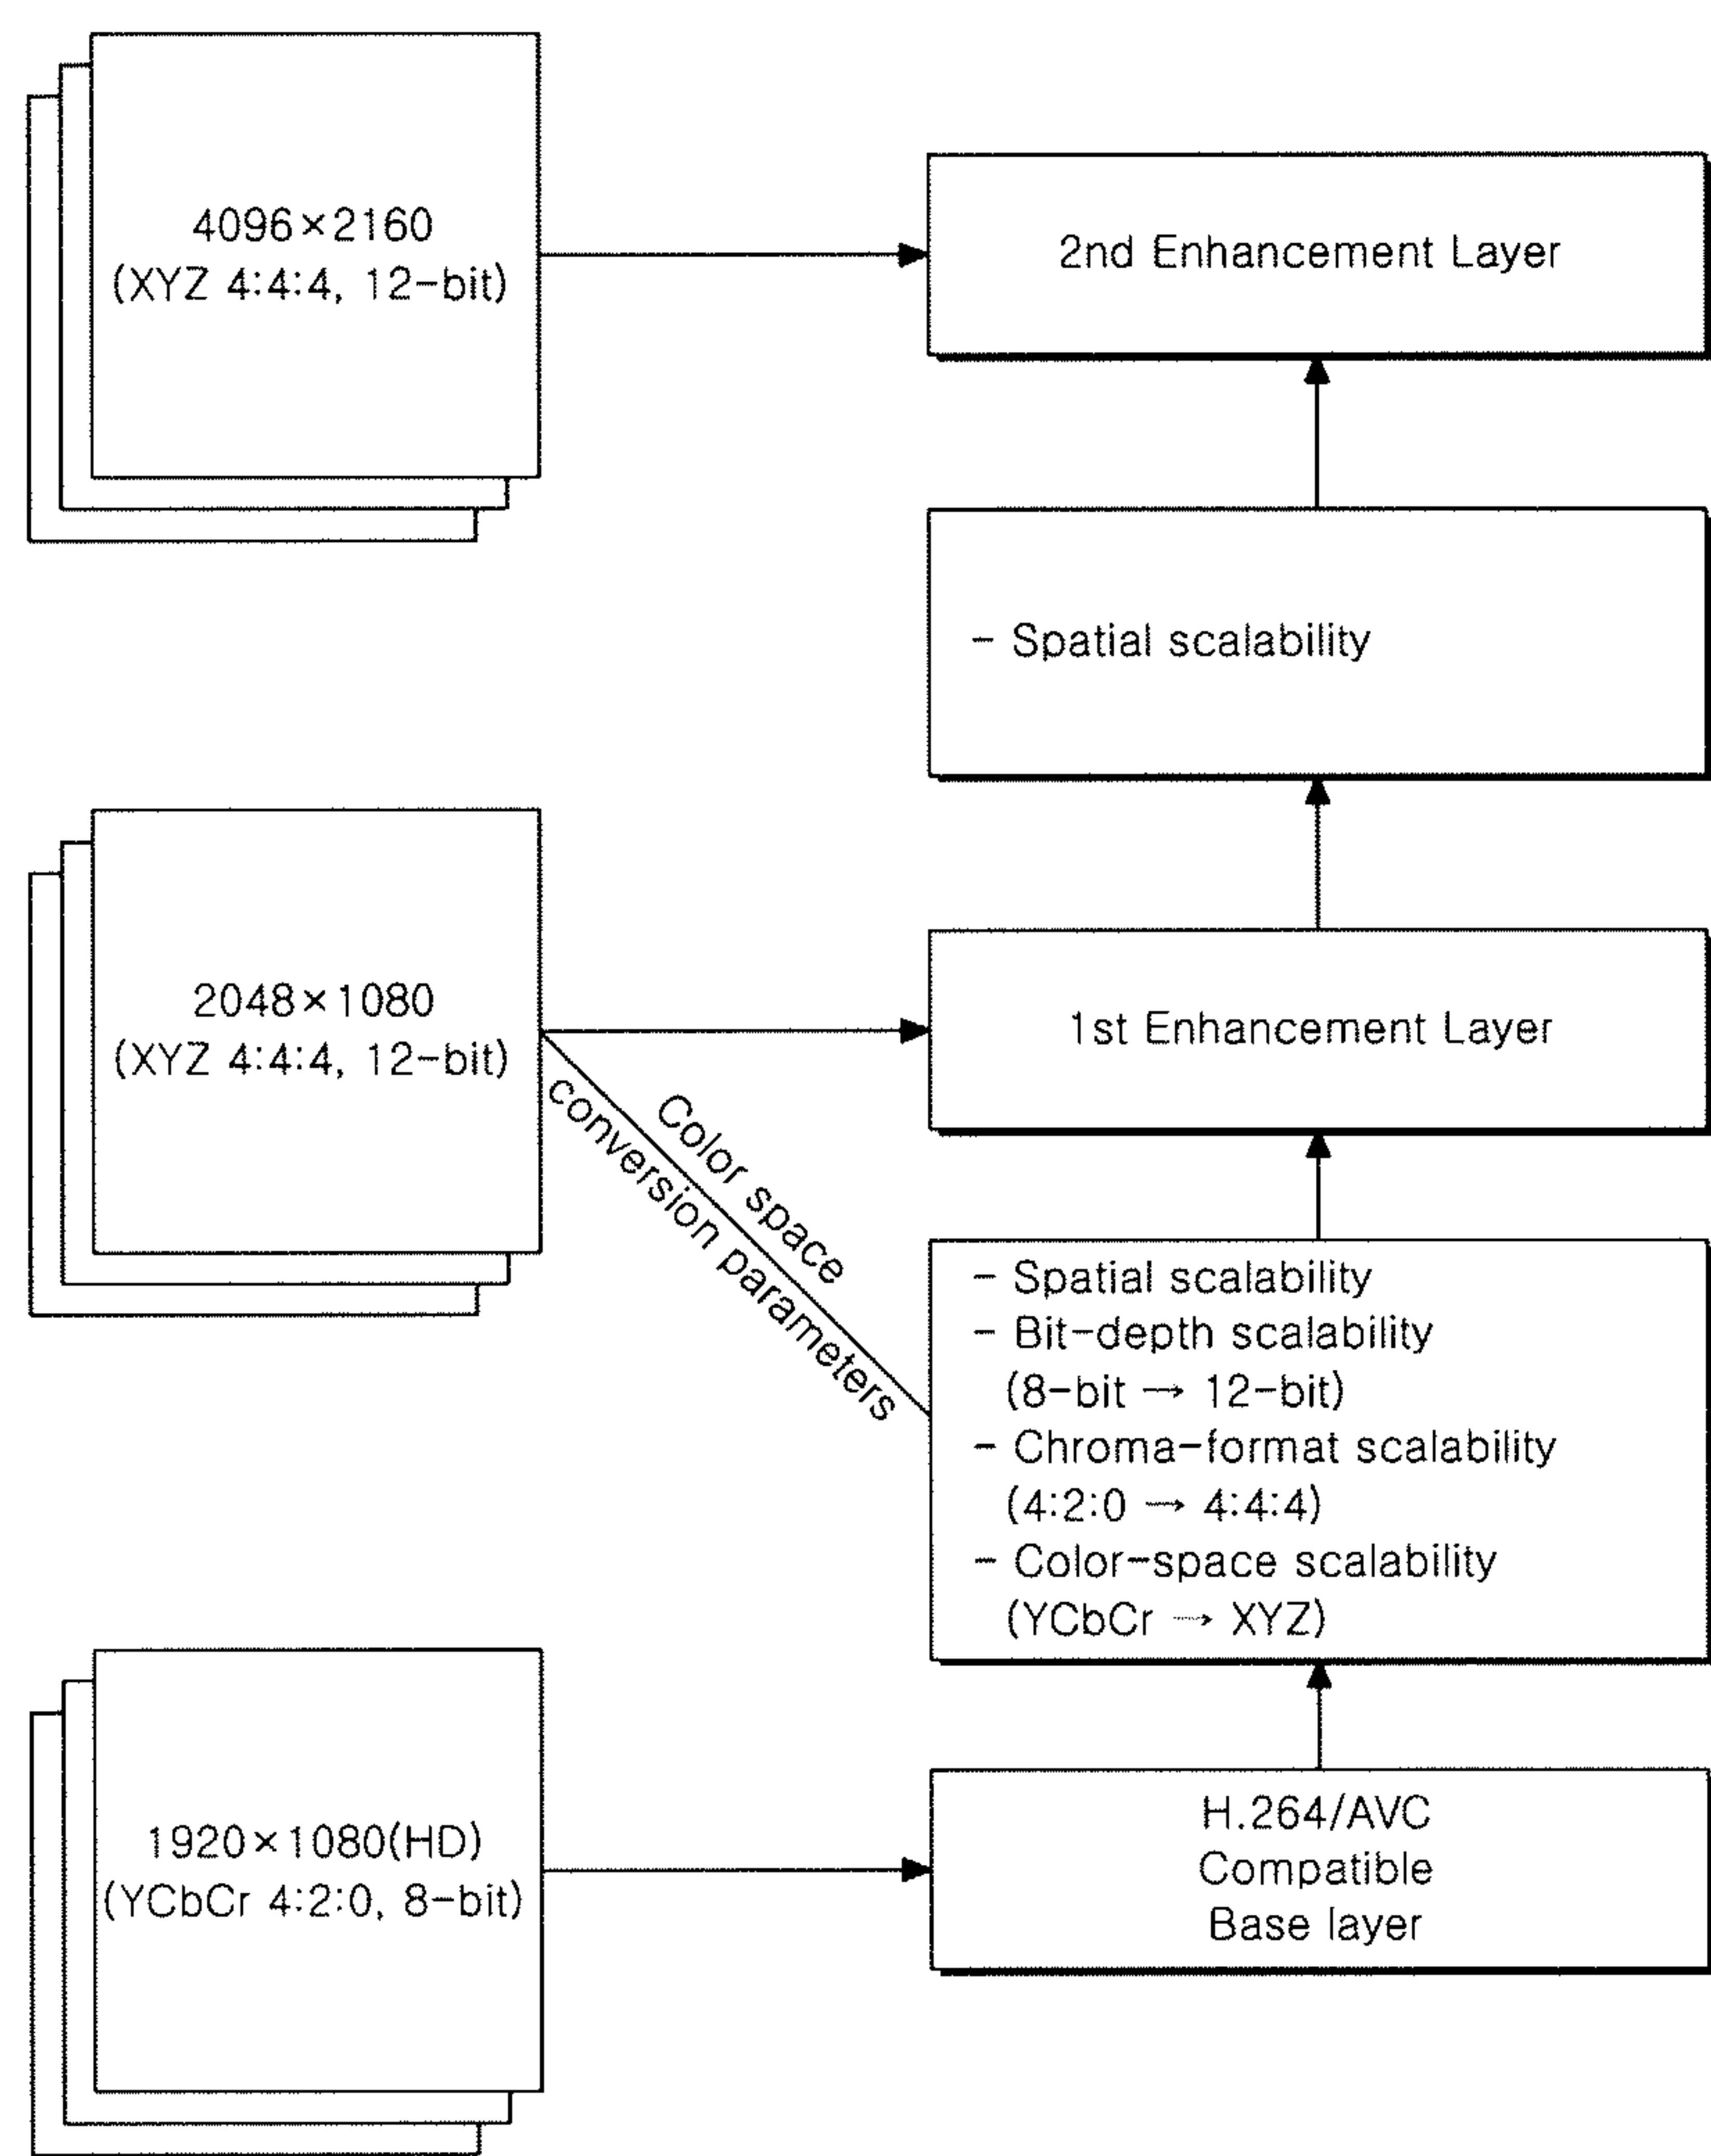 4096×2160
(XYZ 4:4:4, 12-bit)
2nd Enhancement Layer
- Spatial scalability
2048×1080
(XYZ 4:4:4, 12-bit)
1st Enhancement Layer
Color space
conversion parameters
- Spatial scalability
- Bit-depth scalability
(8-bit → 12-bit)
- Chroma-format scalability
(4:2:0 → 4:4:4)
- Color-space scalability
(YCbCr → XYZ)
1920×1080(HD)
(YCbCr 4:2:0, 8-bit)
H.264/AVC
Compatible
Base layer